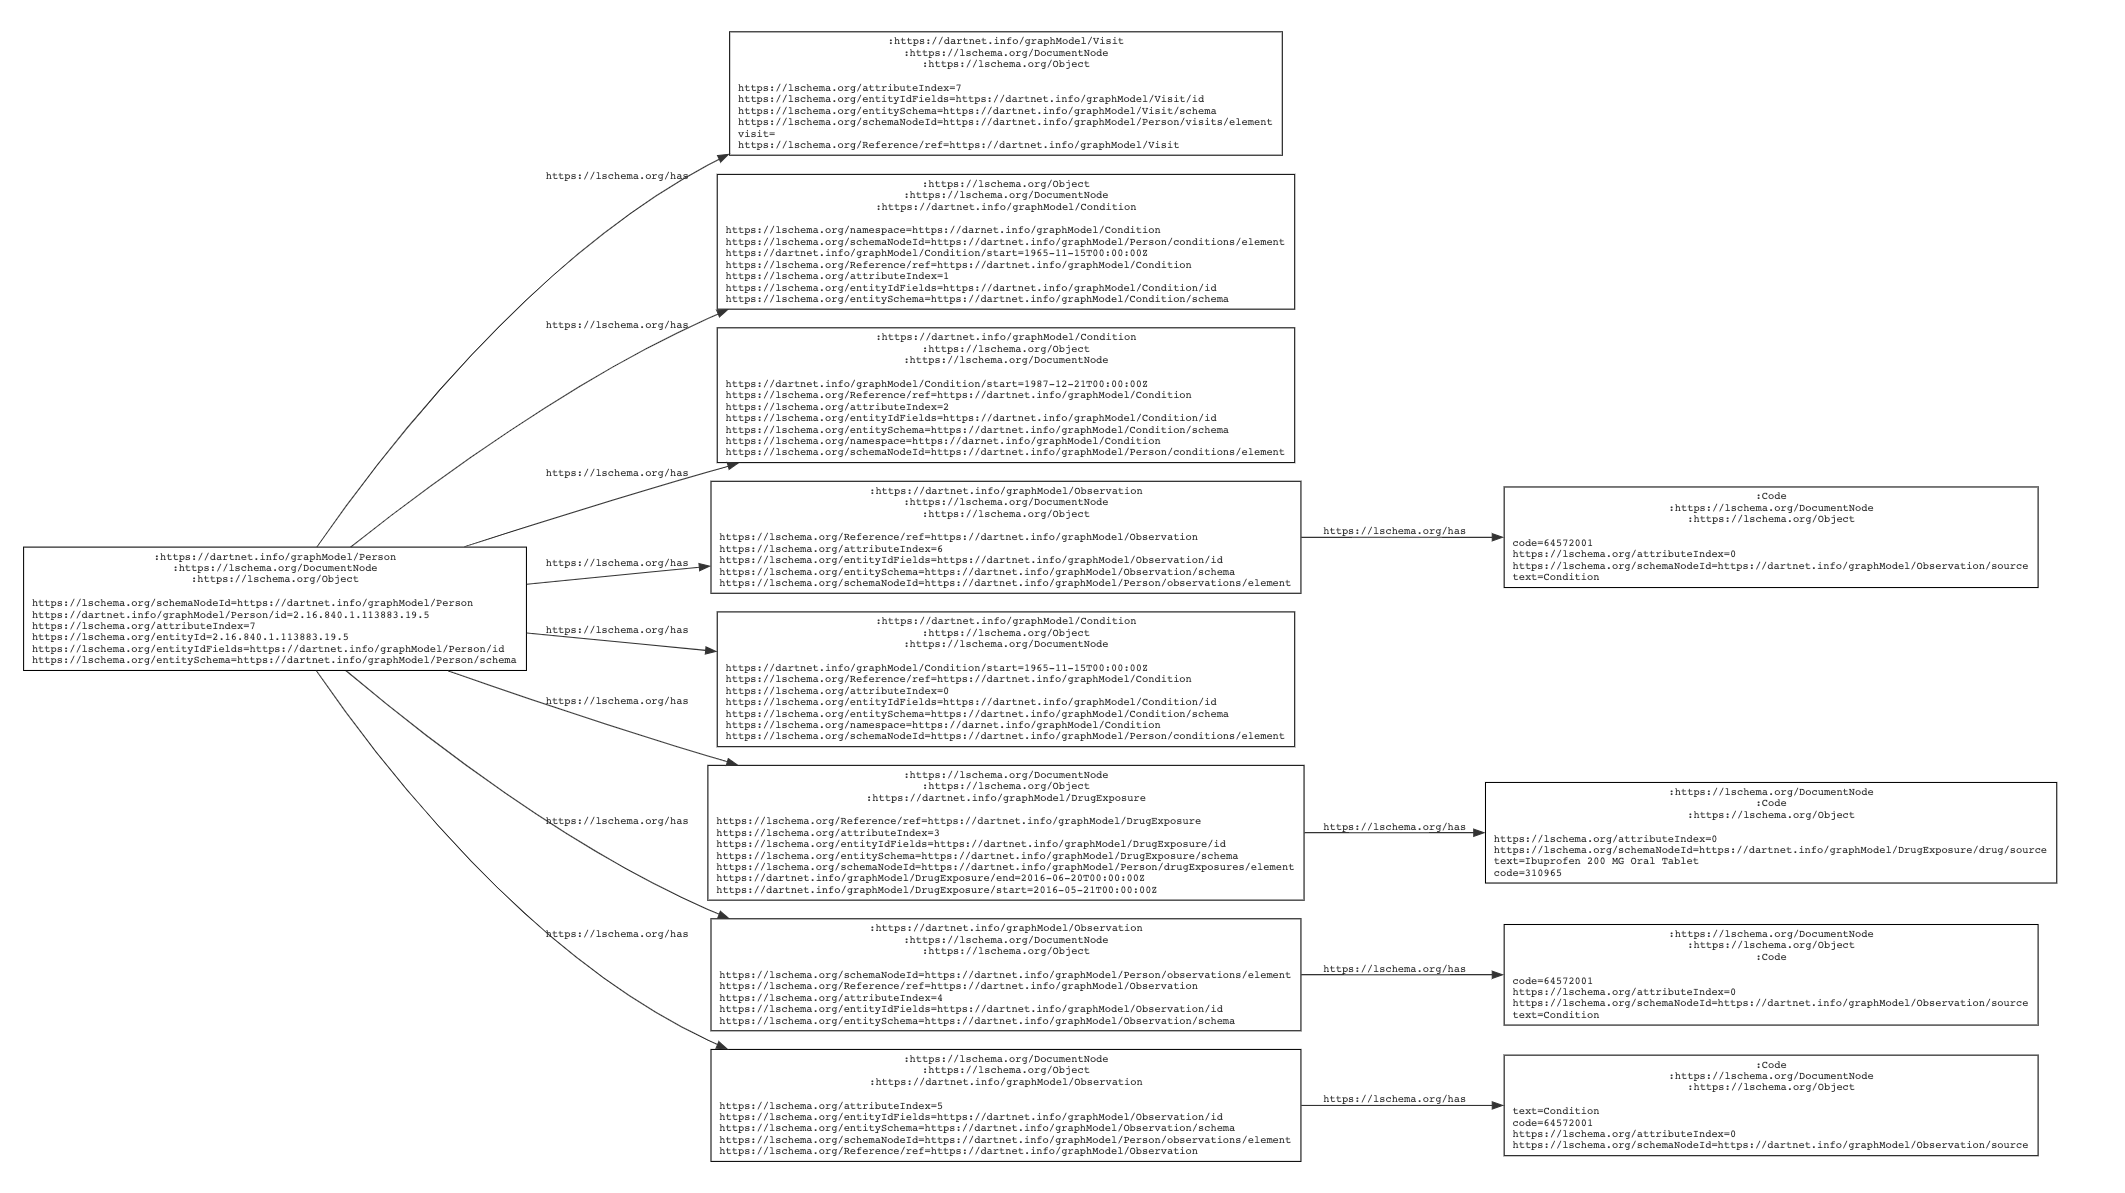 :https://dartnet.info/graphModel/Visit
:https://lschema.org/DocumentNode
:https://lschema.org/Object
https://lschema.org/attributeIndex=7
https://lschema.org/entityIdFields=https://dartnet.info/graphModel/Visit/id
https://lschema.org/entitySchema=https://dartnet.info/graphModel/Visit/schema
https://lschema.org/schemaNodeId=https://dartnet.info/graphModel/Person/visits/element
visit=
https://lschema.org/Reference/ref=https://dartnet.info/graphModel/Visit
https://lschema.org/has
:https://lschema.org/Object
:https://lschema.org/DocumentNode
:https://dartnet.info/graphModel/Condition
https://lschema.org/namespace=https://darnet.info/graphModel/Condition
https://lschema.org/schemaNodeId=https://dartnet.info/graphModel/Person/conditions/element
https://dartnet.info/graphModel/Condition/start=1965-11-15T00:00:00Z
https://lschema.org/Reference/ref=https://dartnet.info/graphModel/Condition
https://lschema.org/attributeIndex=1
https://lschema.org/entityIdFields=https://dartnet.info/graphModel/Condition/id
https://lschema.org/entitySchema=https://dartnet.info/graphModel/Condition/schema
https://lschema.org/has
:https://dartnet.info/graphModel/Condition
:https://lschema.org/Object
:https://lschema.org/DocumentNode
https://dartnet.info/graphModel/Condition/start=1987-12-21T00:00:00Z
https://lschema.org/Reference/ref=https://dartnet.info/graphModel/Condition
https://lschema.org/attributeIndex=2
https://lschema.org/entityIdFields=https://dartnet.info/graphModel/Condition/id
https://lschema.org/entitySchema=https://dartnet.info/graphModel/Condition/schema
https://lschema.org/namespace=https://darnet.info/graphModel/Condition
https://lschema.org/schemaNodeId=https://dartnet.info/graphModel/Person/conditions/element
https://lschema.org/has
:https://dartnet.info/graphModel/Person
:https://lschema.org/DocumentNode
:https://lschema.org/Object
https://lschema.org/schemaNodeId=https://dartnet.info/graphModel/Person
https://dartnet.info/graphModel/Person/id=2.16.840.1.113883.19.5
https://lschema.org/attributeIndex=7
https://lschema.org/entityId=2.16.840.1.113883.19.5
https://lschema.org/entityIdFields=https://dartnet.info/graphModel/Person/id
https://lschema.org/entitySchema=https://dartnet.info/graphModel/Person/schema
https://lschema.org/has
:https://dartnet.info/graphModel/Observation
:https://lschema.org/DocumentNode
:https://lschema.org/Object
https://lschema.org/Reference/ref=https://dartnet.info/graphModel/Observation
https://lschema.org/attributeIndex=6
https://lschema.org/entityIdFields=https://dartnet.info/graphModel/Observation/id
https://lschema.org/entitySchema=https://dartnet.info/graphModel/Observation/schema
https://lschema.org/schemaNodeId=https://dartnet.info/graphModel/Person/observations/element
https://lschema.org/has
:Code
:https://lschema.org/DocumentNode
:https://lschema.org/Object
code=64572001
https://lschema.org/attributeIndex=0
https://lschema.org/schemaNodeId=https://dartnet.info/graphModel/Observation/source
text=Condition
https://lschema.org/has
:https://dartnet.info/graphModel/Condition
:https://lschema.org/Object
:https://lschema.org/DocumentNode
https://dartnet.info/graphModel/Condition/start=1965-11-15T00:00:00Z
https://lschema.org/Reference/ref=https://dartnet.info/graphModel/Condition
https://lschema.org/attributeIndex=0
https://lschema.org/entityIdFields=https://dartnet.info/graphModel/Condition/id
https://lschema.org/entitySchema=https://dartnet.info/graphModel/Condition/schema
https://lschema.org/namespace=https://darnet.info/graphModel/Condition
https://lschema.org/schemaNodeId=https://dartnet.info/graphModel/Person/conditions/element
https://lschema.org/has
:https://lschema.org/DocumentNode
:https://lschema.org/Object
:https://dartnet.info/graphModel/DrugExposure
https://lschema.org/Reference/ref=https://dartnet.info/graphModel/DrugExposure
https://lschema.org/attributeIndex=3
https://lschema.org/entityIdFields=https://dartnet.info/graphModel/DrugExposure/id
https://lschema.org/entitySchema=https://dartnet.info/graphModel/DrugExposure/schema
https://lschema.org/schemaNodeId=https://dartnet.info/graphModel/Person/drugExposures/element
https://dartnet.info/graphModel/DrugExposure/end=2016-06-20T00:00:00Z
https://dartnet.info/graphModel/DrugExposure/start=2016-05-21T00:00:00Z
https://lschema.org/has
:https://lschema.org/DocumentNode
:Code
:https://lschema.org/Object
https://lschema.org/attributeIndex=0
https://lschema.org/schemaNodeId=https://dartnet.info/graphModel/DrugExposure/drug/source
text=Ibuprofen 200 MG Oral Tablet
code=310965
https://lschema.org/has
:https://dartnet.info/graphModel/Observation
:https://lschema.org/DocumentNode
:https://lschema.org/Object
https://lschema.org/schemaNodeId=https://dartnet.info/graphModel/Person/observations/element
https://lschema.org/Reference/ref=https://dartnet.info/graphModel/Observation
https://lschema.org/attributeIndex=4
https://lschema.org/entityIdFields=https://dartnet.info/graphModel/Observation/id
https://lschema.org/entitySchema=https://dartnet.info/graphModel/Observation/schema
https://lschema.org/has
:https://lschema.org/DocumentNode
:https://lschema.org/Object
:Code
code=64572001
https://lschema.org/attributeIndex=0
https://lschema.org/schemaNodeId=https://dartnet.info/graphModel/Observation/source
text=Condition
https://lschema.org/has
:https://lschema.org/DocumentNode
:https://lschema.org/Object
:https://dartnet.info/graphModel/Observation
https://lschema.org/attributeIndex=5
https://lschema.org/entityIdFields=https://dartnet.info/graphModel/Observation/id
https://lschema.org/entitySchema=https://dartnet.info/graphModel/Observation/schema
https://lschema.org/schemaNodeId=https://dartnet.info/graphModel/Person/observations/element
https://lschema.org/Reference/ref=https://dartnet.info/graphModel/Observation
https://lschema.org/has
:Code
:https://lschema.org/DocumentNode
:https://lschema.org/Object
text=Condition
code=64572001
https://lschema.org/attributeIndex=0
https://lschema.org/schemaNodeId=https://dartnet.info/graphModel/Observation/source